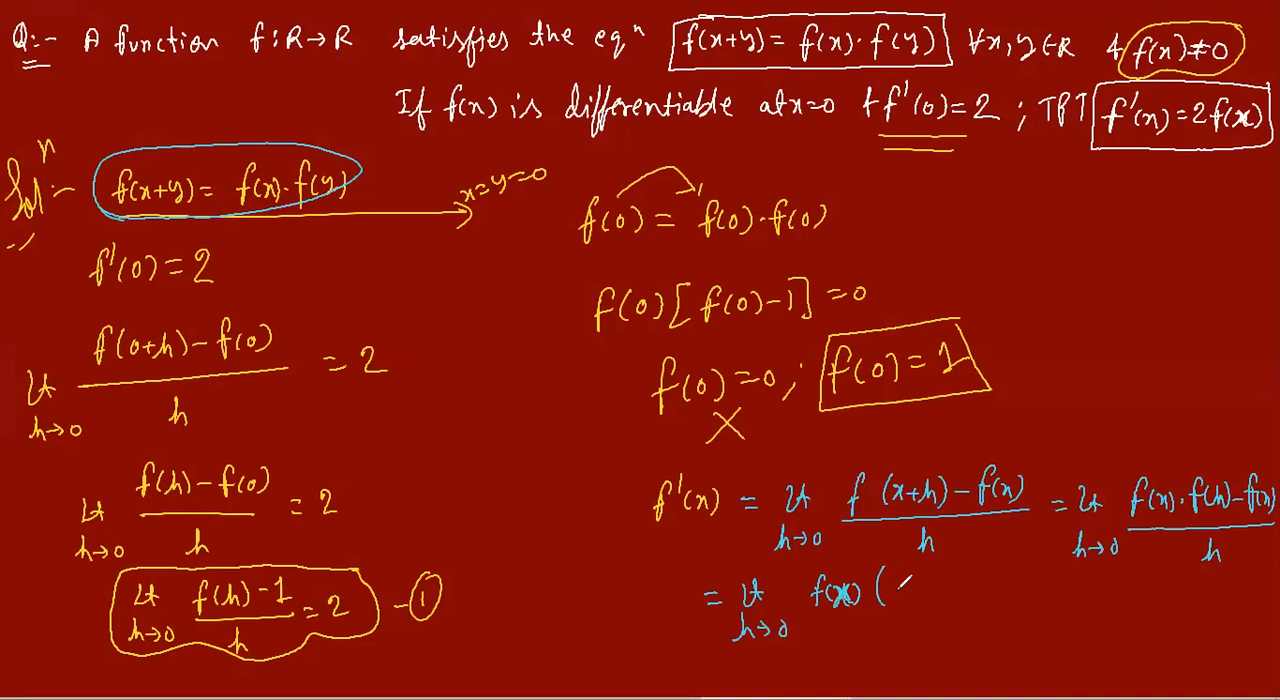 Q:- A function f:R→R satisfies the eqⁿ f(x+y) = f(x)·f(y) ∀x,y∈R & f(x)≠0
If f(x) is differentiable at x=0 & f'(0)=2 ; TPT f'(x)=2f(x)
Solⁿ:- f(x+y) = f(x)·f(y) x=y=0
f'(0) = 2
lt h→0 f(0+h) - f(0) / h = 2
lt h→0 f(h) - f(0) / h = 2
lt h→0 f(h) - 1 / h = 2 -①
f(0) = f(0)·f(0)
f(0)[f(0)-1] = 0
f(0) = 0; f(0) = 1
X
f'(x) = lt h→0 f(x+h) - f(x) / h = lt h→0 f(x)·f(h) - f(x) / h
= lt h→0 f(x) (